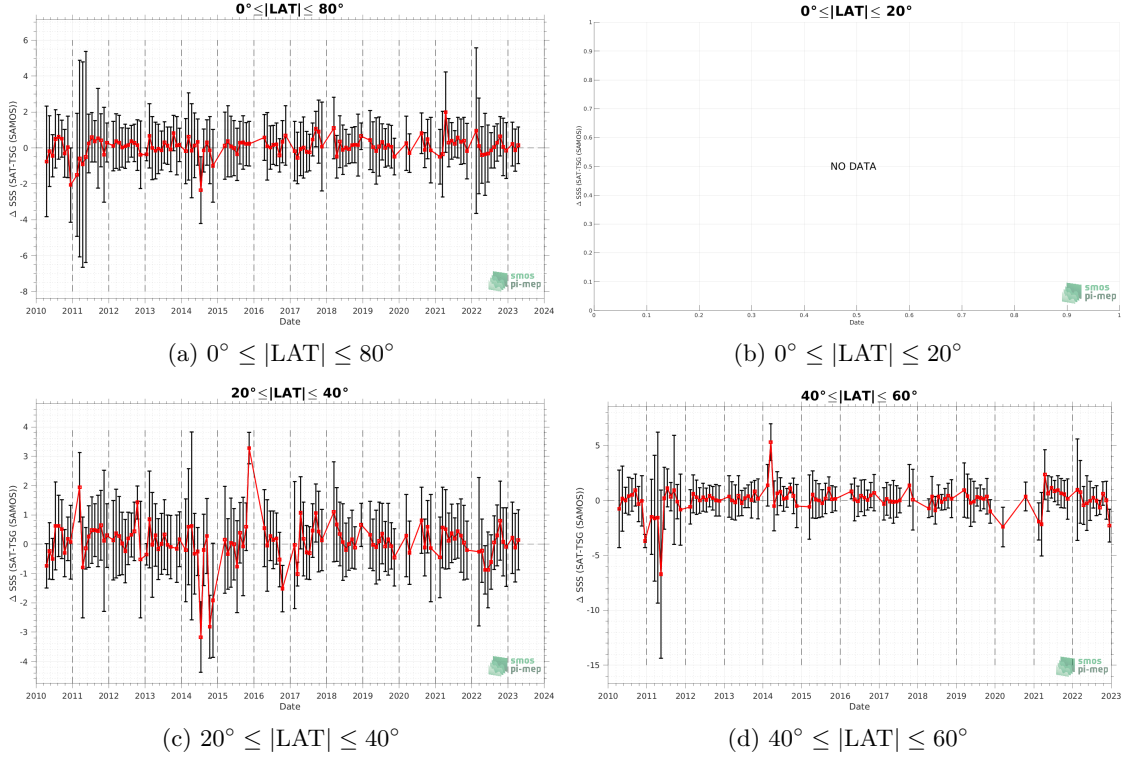 0°≤|LAT|≤ 80°
Δ SSS (SAT-TSG (SAMOS))
6
4
2
0
-2
-4
-6
-8
2010 2011 2012 2013 2014 2015 2016 2017 2018 2019 2020 2021 2022 2023 2024
Date
smos
pi-mep
(a) 0° ≤ |LAT| ≤ 80°
0°≤|LAT|≤ 20°
Δ SSS (SAT-TSG (SAMOS))
1
0.9
0.8
0.7
0.6
0.5
0.4
0.3
0.2
0.1
0
NO DATA
0 0.1 0.2 0.3 0.4 0.5 0.6 0.7 0.8 0.9 1
Date
smos
pi-mep
(b) 0° ≤ |LAT| ≤ 20°
20°≤|LAT|≤ 40°
Δ SSS (SAT-TSG (SAMOS))
4
3
2
1
0
-1
-2
-3
-4
2010 2011 2012 2013 2014 2015 2016 2017 2018 2019 2020 2021 2022 2023 2024
Date
smos
pi-mep
(c) 20° ≤ |LAT| ≤ 40°
40°≤|LAT|≤ 60°
Δ SSS (SAT-TSG (SAMOS))
5
0
-5
-10
-15
2010 2011 2012 2013 2014 2015 2016 2017 2018 2019 2020 2021 2022 2023
Date
smos
pi-mep
(d) 40° ≤ |LAT| ≤ 60°